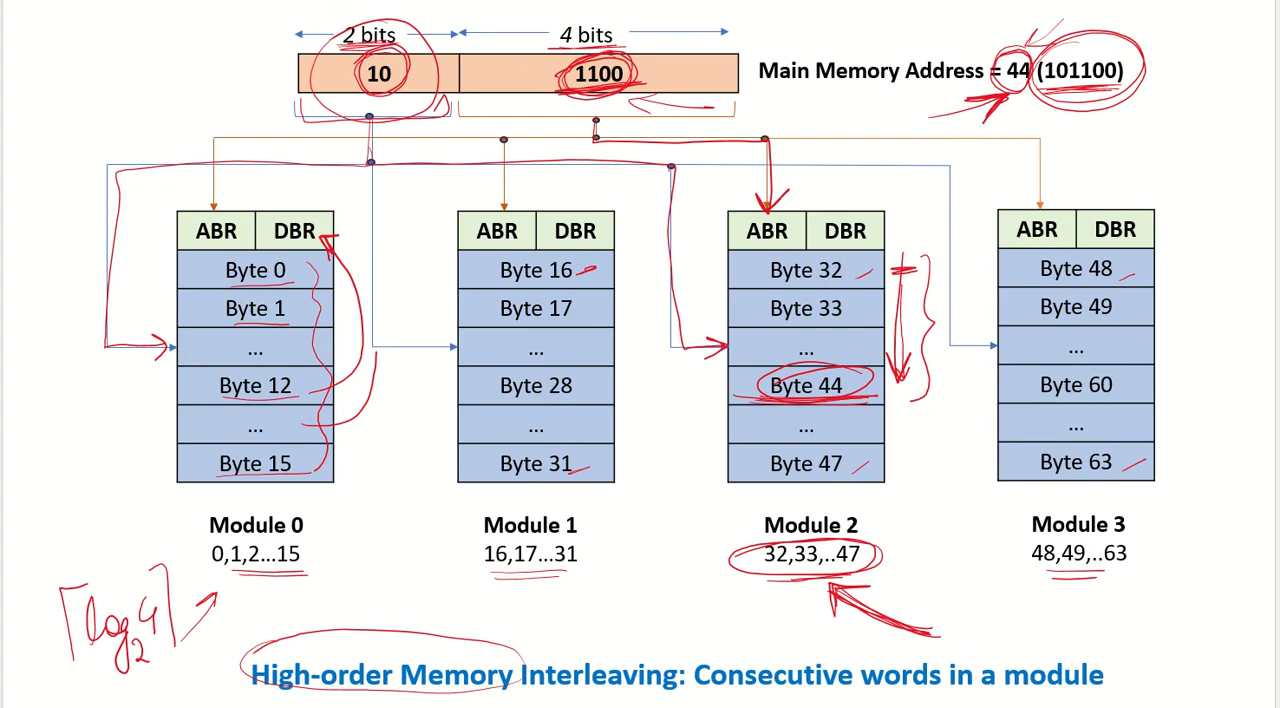 2 bits 4 bits
10 1100
Main Memory Address = 44 (101100)
ABR DBR ABR DBR ABR DBR ABR DBR
Byte 0 Byte 16 Byte 32 Byte 48
Byte 1 Byte 17 Byte 33 Byte 49
... ... ... ...
Byte 12 Byte 28 Byte 44 Byte 60
... ... ... ...
Byte 15 Byte 31 Byte 47 Byte 63
Module 0 Module 1 Module 2 Module 3
0,1,2...15 16,17...31 32,33,..47 48,49,..63
⌈log₂4⌉
High-order Memory Interleaving: Consecutive words in a module